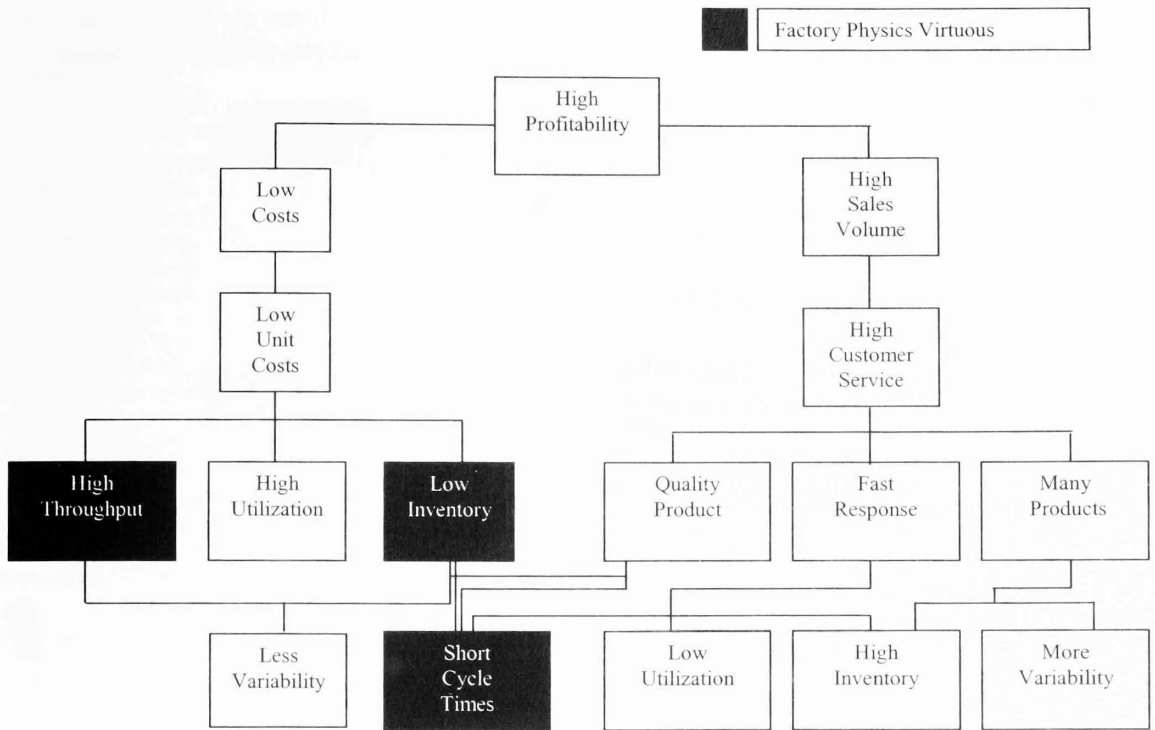 Factory Physics Virtuous
High
Profitability
Low
Costs
High
Sales
Volume
Low
Unit
Costs
High
Customer
Service
High
Throughput
High
Utilization
Low
Inventory
Quality
Product
Fast
Response
Many
Products
Less
Variability
Short
Cycle
Times
Low
Utilization
High
Inventory
More
Variability